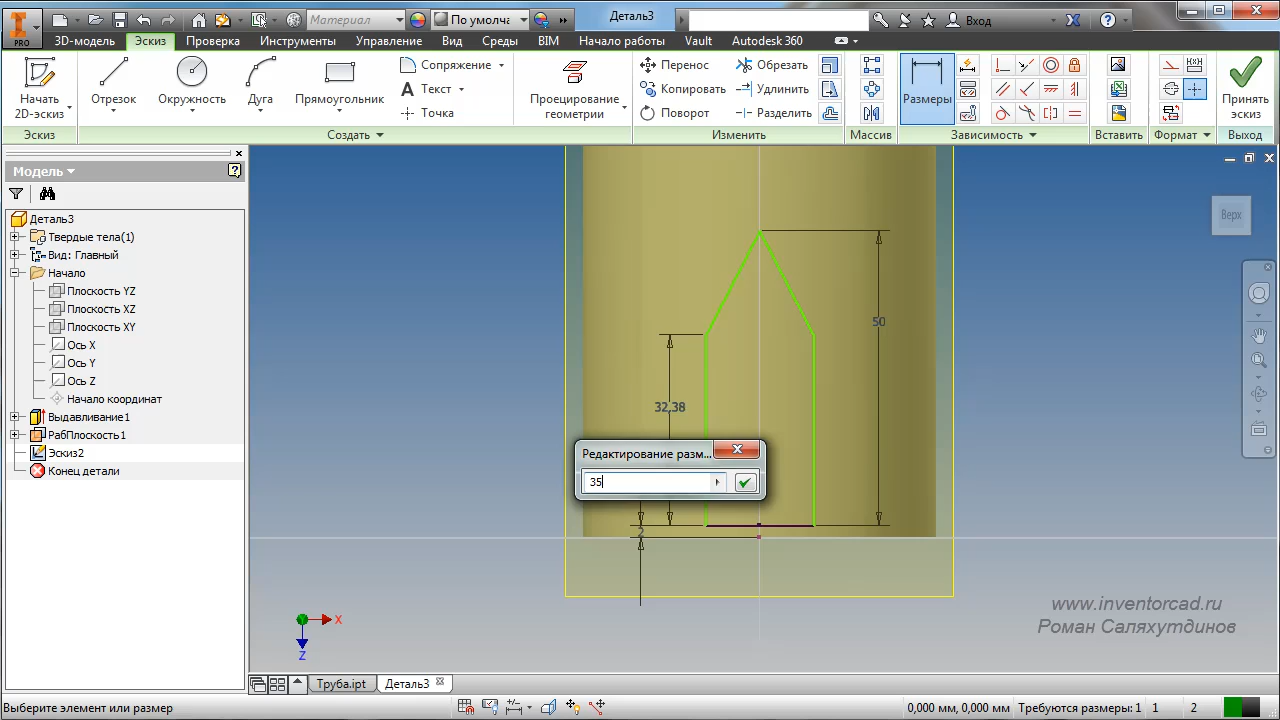 Материал
По умолча
Деталь3
Вход
PRO
3D-модель
Эскиз
Проверка
Инструменты
Управление
Вид
Среды
BIM
Начало работы
Vault
Autodesk 360
Начать
2D-эскиз
Отрезок
Окружность
Дуга
Прямоугольник
Сопряжение
Текст
Точка
Проецирование
геометрии
Перенос
Копировать
Поворот
Обрезать
Удлинить
Разделить
Размеры
Принять
эскиз
Эскиз
Создать
Изменить
Массив
Зависимость
Вставить
Формат
Выход
Модель
Деталь3
Твердые тела(1)
Вид: Главный
Начало
Плоскость YZ
Плоскость XZ
Плоскость XY
Ось X
Ось Y
Ось Z
Начало координат
Выдавливание1
РабПлоскость1
Эскиз2
Конец детали
Верх
50
32,38
Редактирование разм...
35
2
X
Z
www.inventorcad.ru
Роман Саляхутдинов
Труба.ipt
Деталь3
Выберите элемент или размер
0,000 мм, 0,000 мм
Требуются размеры: 1
1
2